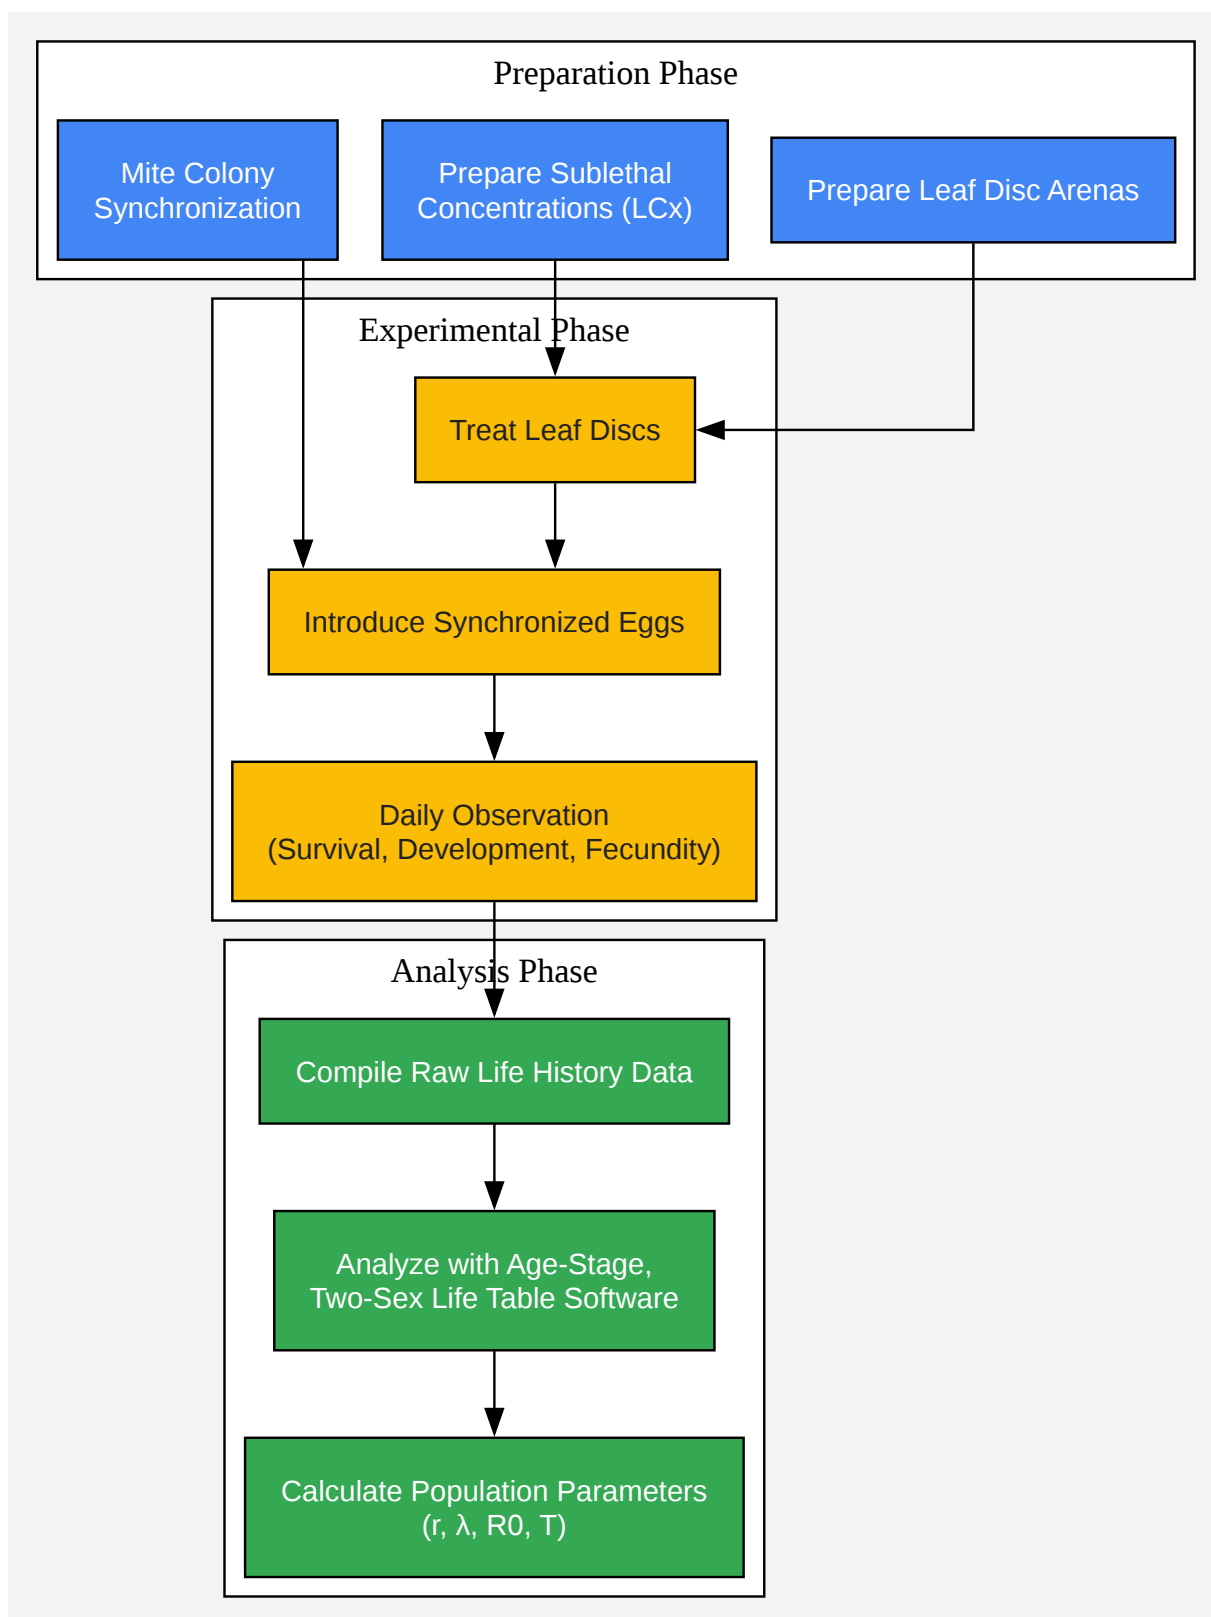 Preparation Phase
Mite Colony
Synchronization
Prepare Sublethal
Concentrations (LCx)
Prepare Leaf Disc Arenas
Experimental Phase
Treat Leaf Discs
Introduce Synchronized Eggs
Daily Observation
(Survival, Development, Fecundity)
Analysis Phase
Compile Raw Life History Data
Analyze with Age-Stage,
Two-Sex Life Table Software
Calculate Population Parameters
(r, λ, R0, T)